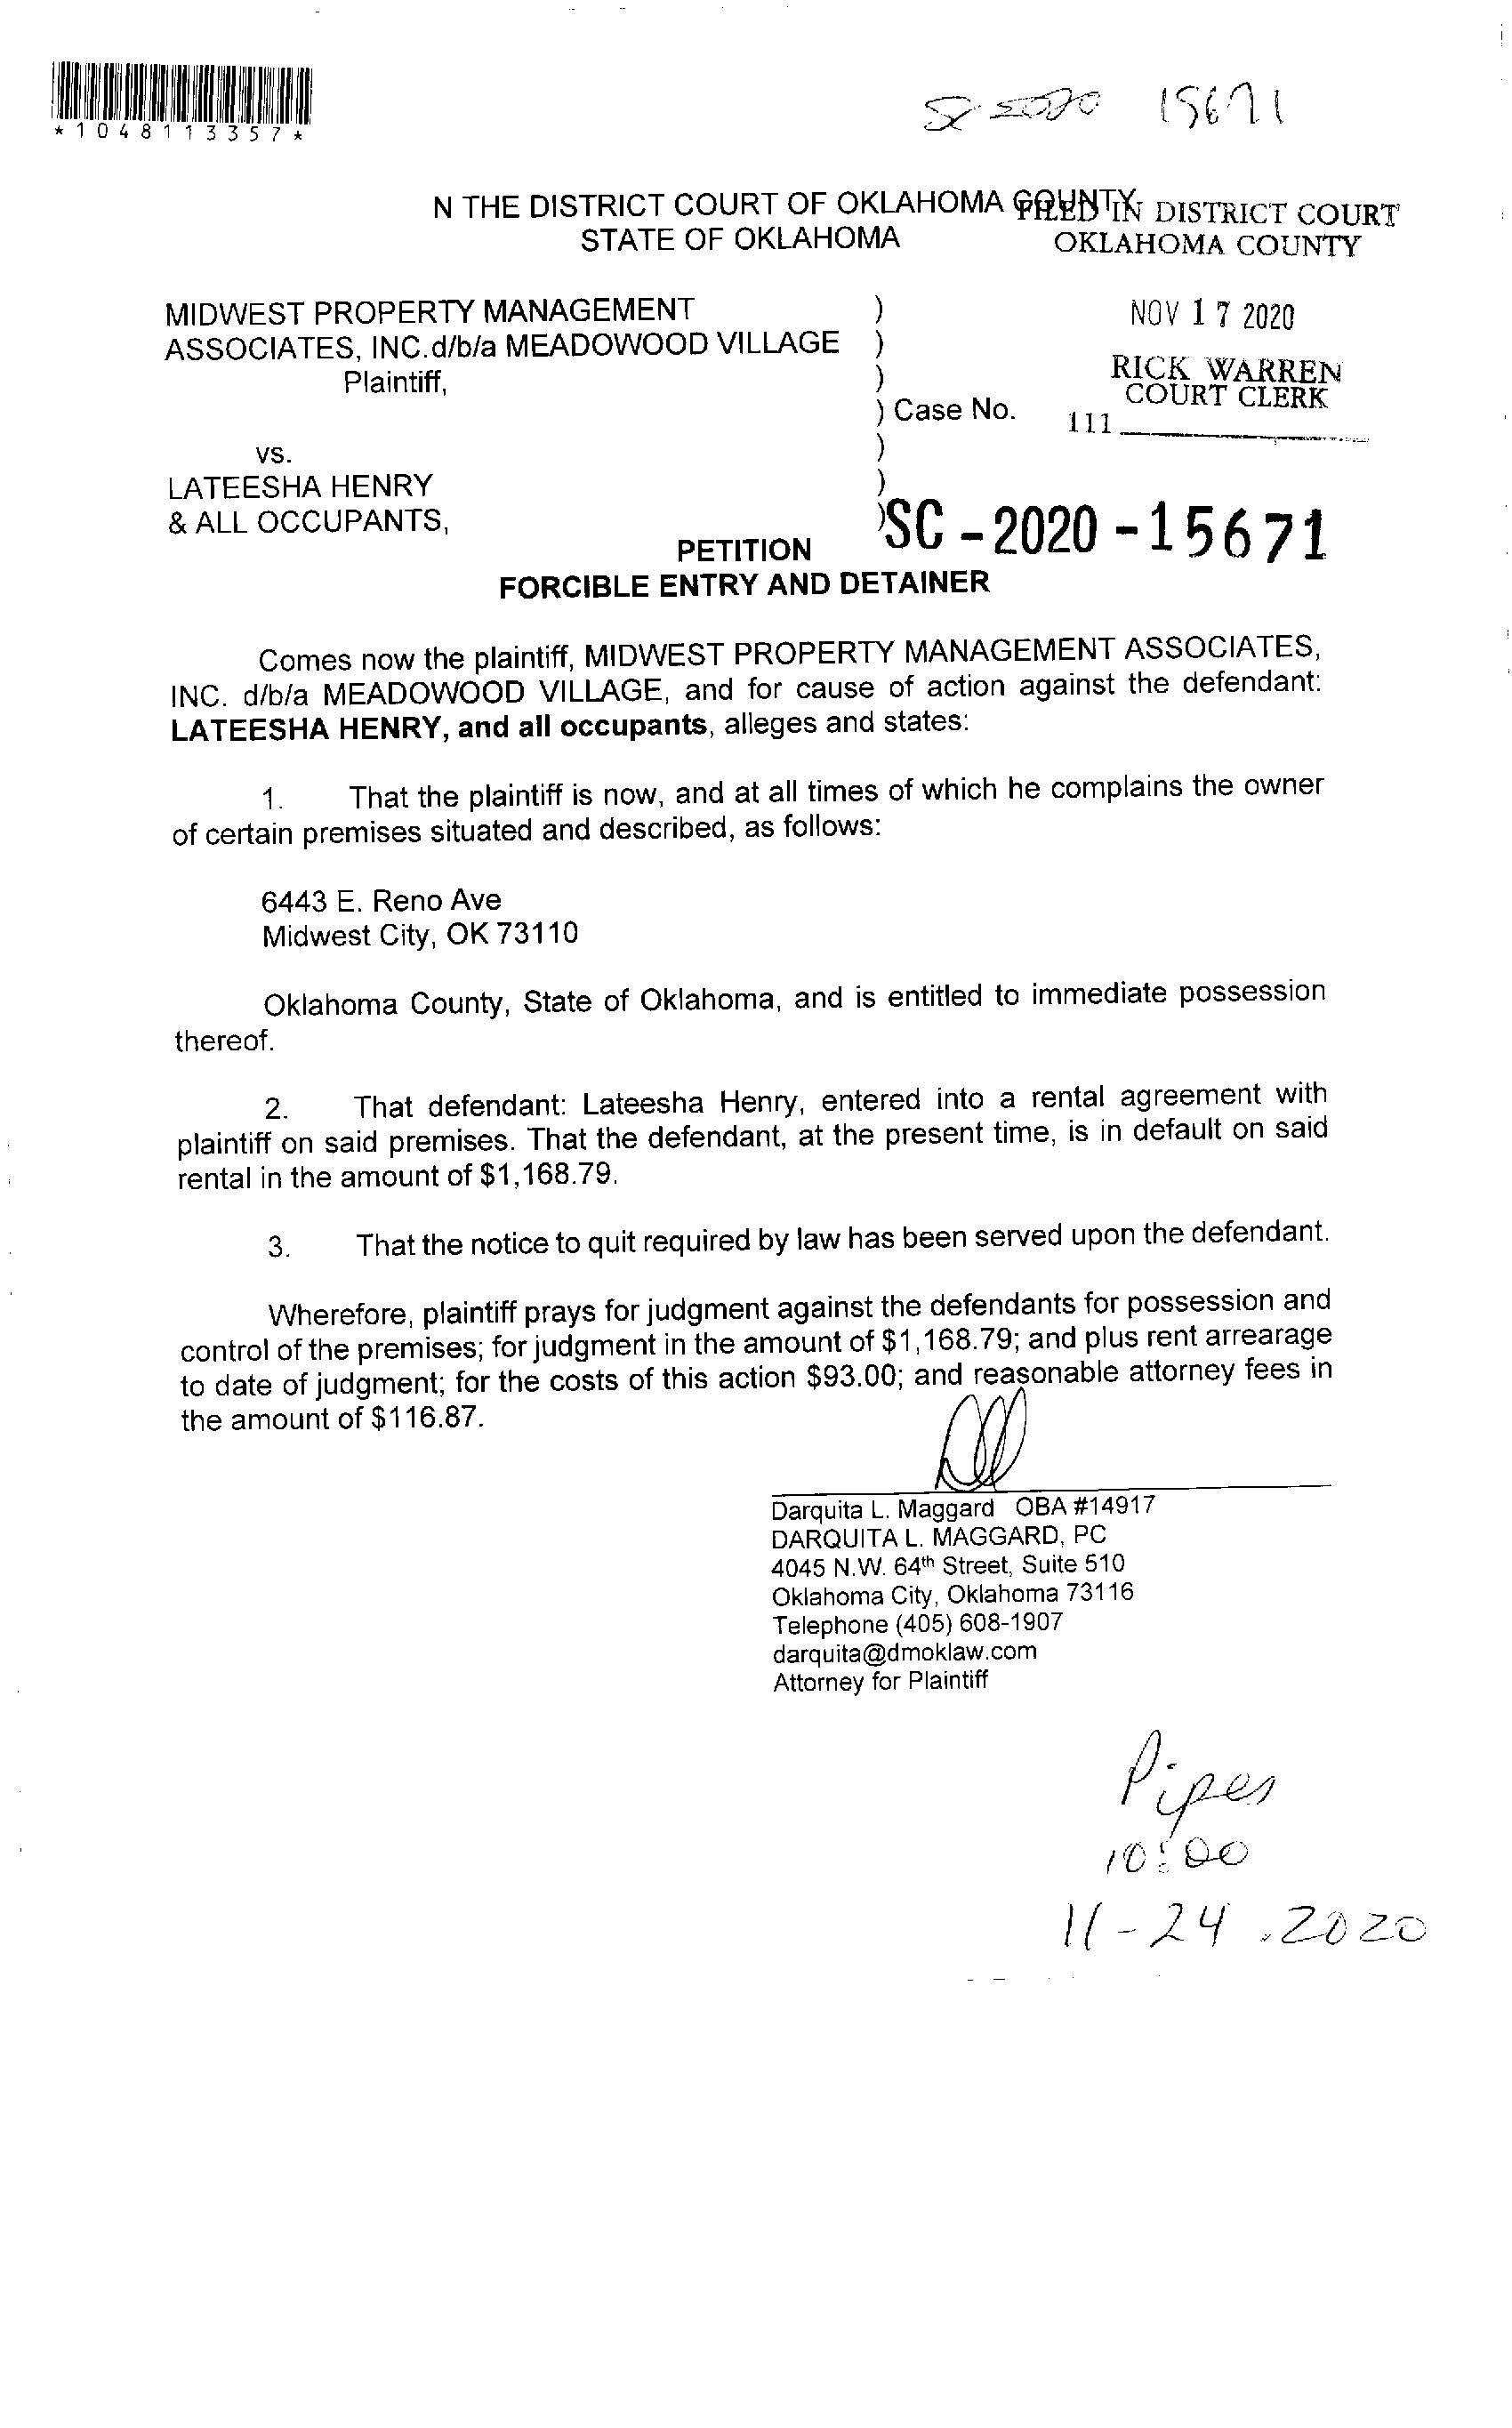 *1048113357*
SC 2020 15671
N THE DISTRICT COURT OF OKLAHOMA COUNTY
FILED IN DISTRICT COURT
STATE OF OKLAHOMA
OKLAHOMA COUNTY
MIDWEST PROPERTY MANAGEMENT )
NOV 17 2020
ASSOCIATES, INC.d/b/a MEADOWOOD VILLAGE )
Plaintiff, )
RICK WARREN
COURT CLERK
) Case No.
111
vs. )
LATEESHA HENRY )
& ALL OCCUPANTS, )
SC - 2020 - 15671
PETITION
FORCIBLE ENTRY AND DETAINER
Comes now the plaintiff, MIDWEST PROPERTY MANAGEMENT ASSOCIATES,
INC. d/b/a MEADOWOOD VILLAGE, and for cause of action against the defendant:
LATEESHA HENRY, and all occupants, alleges and states:
1. That the plaintiff is now, and at all times of which he complains the owner
of certain premises situated and described, as follows:
6443 E. Reno Ave
Midwest City, OK 73110
Oklahoma County, State of Oklahoma, and is entitled to immediate possession
thereof.
2. That defendant: Lateesha Henry, entered into a rental agreement with
plaintiff on said premises. That the defendant, at the present time, is in default on said
rental in the amount of $1,168.79.
3. That the notice to quit required by law has been served upon the defendant.
Wherefore, plaintiff prays for judgment against the defendants for possession and
control of the premises; for judgment in the amount of $1,168.79; and plus rent arrearage
to date of judgment; for the costs of this action $93.00; and reasonable attorney fees in
the amount of $116.87.
Darquita L. Maggard OBA #14917
DARQUITA L. MAGGARD, PC
4045 N.W. 64th Street, Suite 510
Oklahoma City, Oklahoma 73116
Telephone (405) 608-1907
darquita@dmoklaw.com
Attorney for Plaintiff
Pipes
10:00
11-24.2020